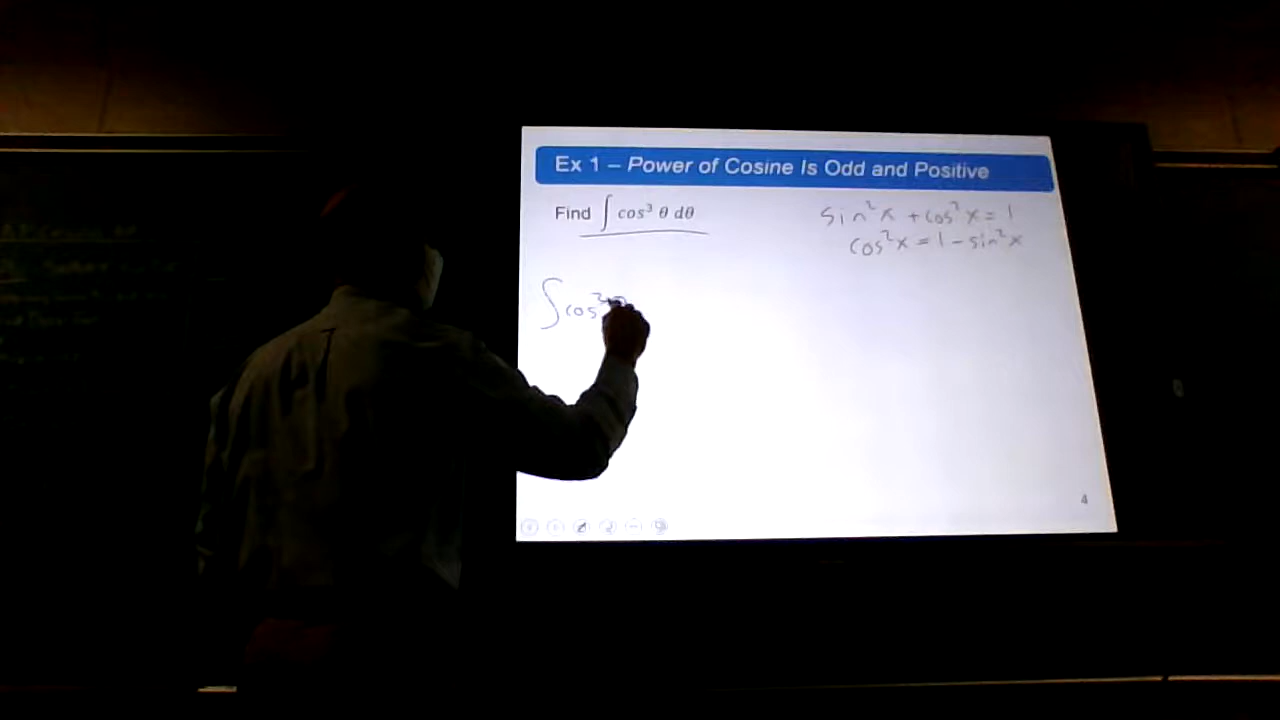 Ex 1 – Power of Cosine Is Odd and Positive
Find ∫ cos³ θ dθ
sin²x + cos²x = 1
cos²x = 1 – sin²x
∫cos²
4